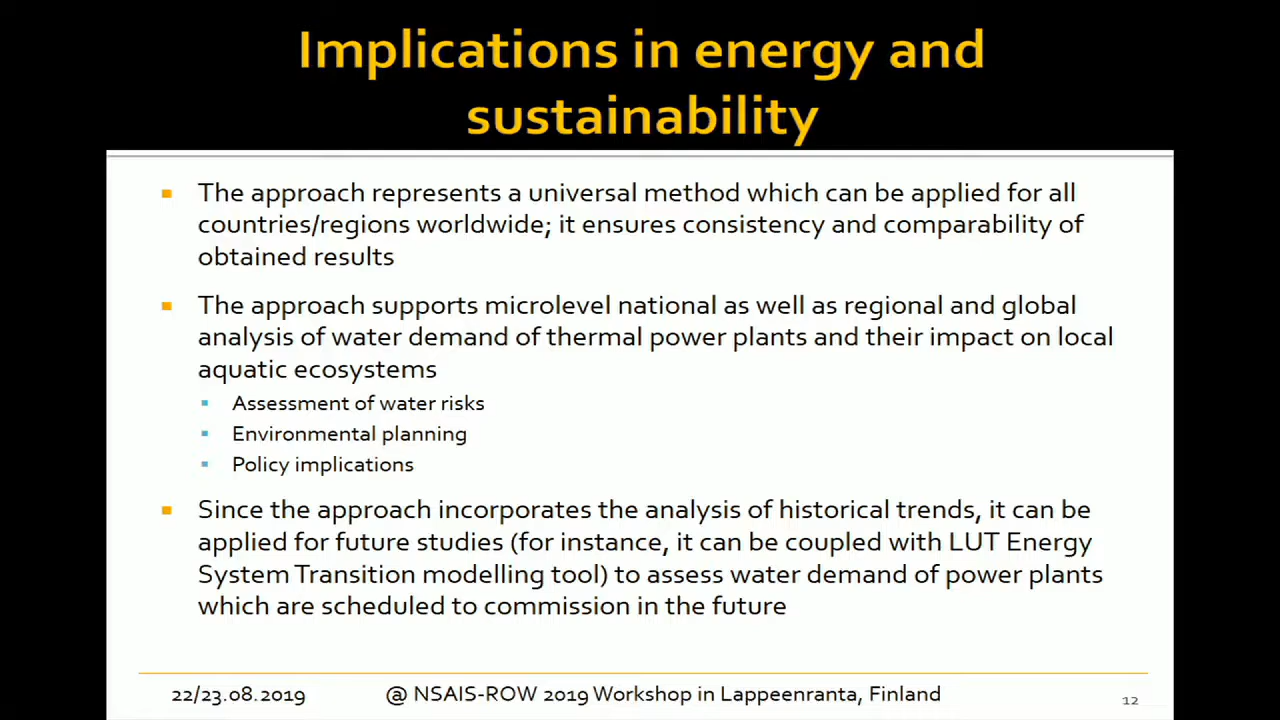 Implications in energy and
sustainability
The approach represents a universal method which can be applied for all
countries/regions worldwide; it ensures consistency and comparability of
obtained results
The approach supports microlevel national as well as regional and global
analysis of water demand of thermal power plants and their impact on local
aquatic ecosystems
Assessment of water risks
Environmental planning
Policy implications
Since the approach incorporates the analysis of historical trends, it can be
applied for future studies (for instance, it can be coupled with LUT Energy
System Transition modelling tool) to assess water demand of power plants
which are scheduled to commission in the future
22/23.08.2019 @ NSAIS-ROW 2019 Workshop in Lappeenranta, Finland 12